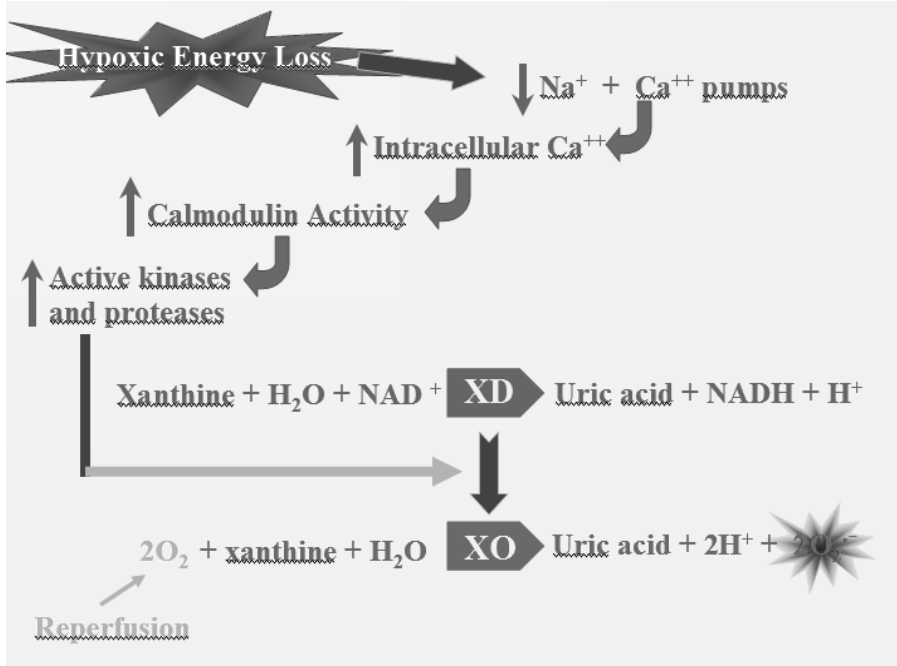 Hypoxic Energy Loss
Na⁺ + Ca⁺⁺ pumps
Intracellular Ca⁺⁺
Calmodulin Activity
Active kinases
and proteases
Xanthine + H₂O + NAD ⁺ XD Uric acid + NADH + H⁺
2O₂ + xanthine + H₂O XO Uric acid + 2H⁺ + 2O₂·⁻
Reperfusion